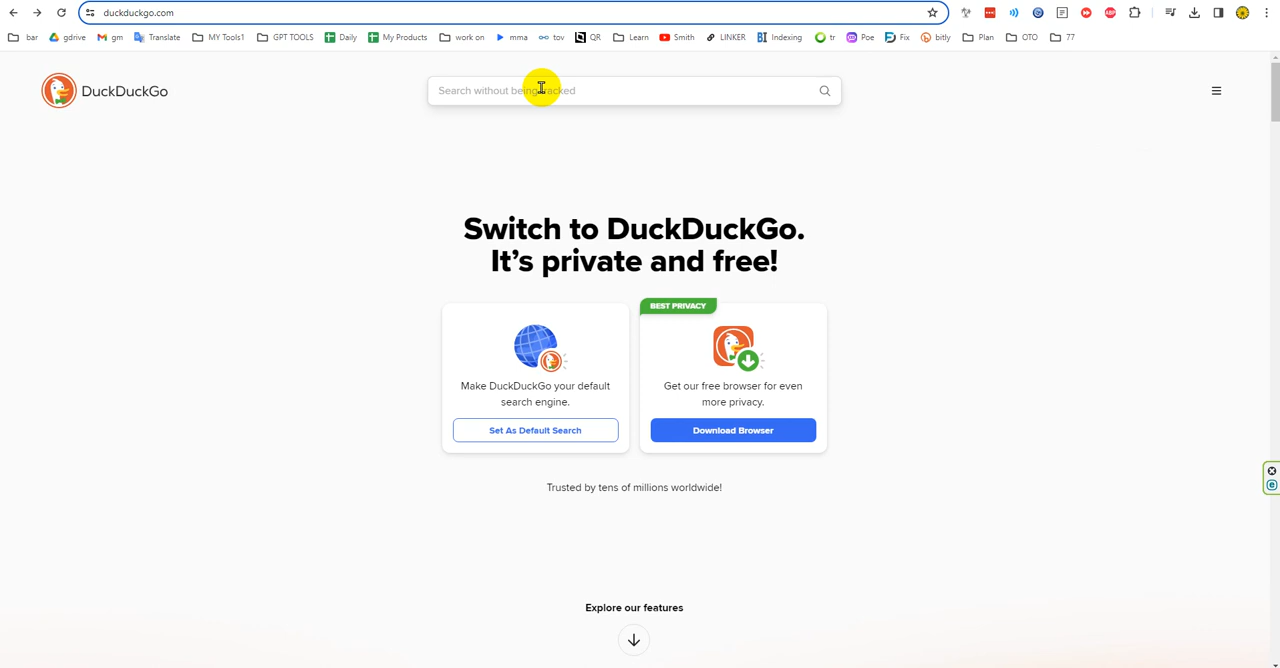 duckduckgo.com
bar gdrive gm Translate MY Tools1 GPT TOOLS Daily My Products work on mma tov QR Learn Smith LINKER BI Indexing tr Poe Fix bitly Plan OTO 77
DuckDuckGo
Search without being tracked
Switch to DuckDuckGo.
It's private and free!
BEST PRIVACY
Make DuckDuckGo your default
search engine.
Set As Default Search
Get our free browser for even
more privacy.
Download Browser
Trusted by tens of millions worldwide!
Explore our features